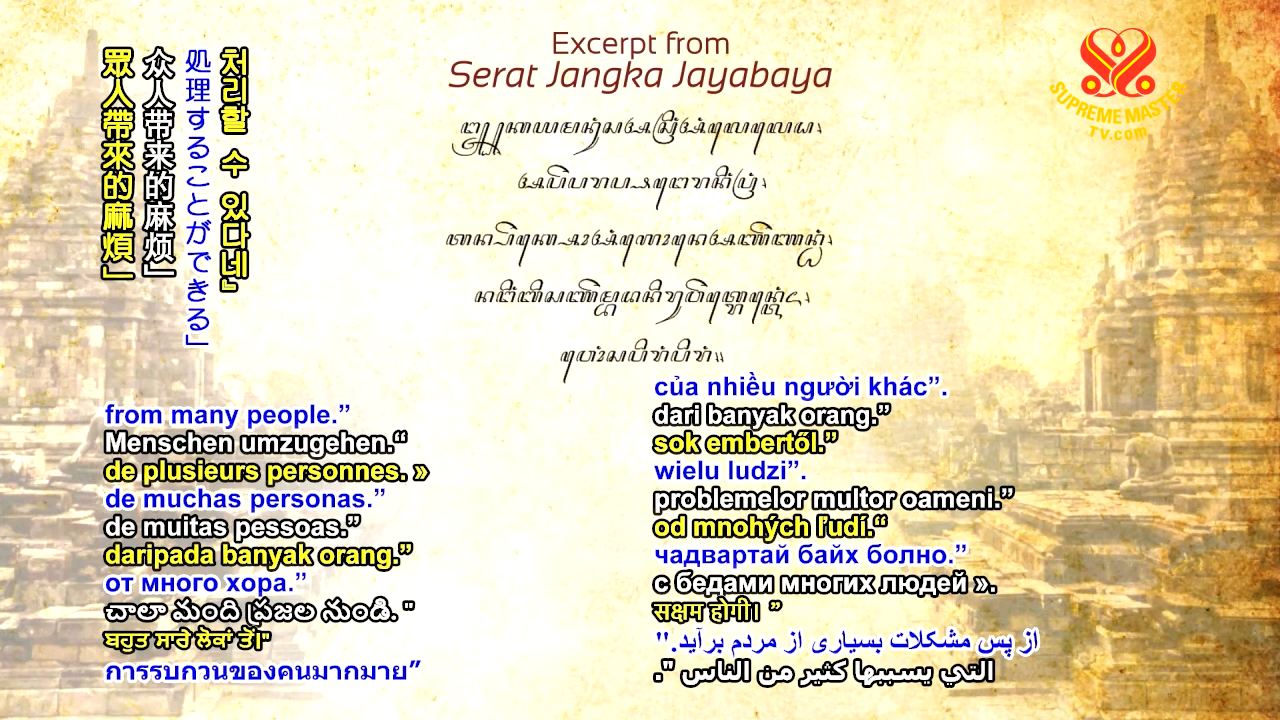 Excerpt from
Serat Jangka Jayabaya
SUPREME MASTER
TV.com
처리할 수 있다네」
処理することができる」
众人带来的麻烦」
眾人帶來的麻煩」
from many people.”
Menschen umzugehen.“
de plusieurs personnes. »
de muchas personas.”
de muitas pessoas.”
daripada banyak orang.”
от много хора.”
చాలా మంది ప్రజల నుండి. "
ਬਹੁਤ ਸਾਰੇ ਲੋਕਾਂ ਤੋਂ।"
การรบกวนของคนมากมาย”
của nhiều người khác”.
dari banyak orang.”
sok embertől.”
wielu ludzi”.
problemelor multor oameni.”
od mnohých ľudí.“
чадвартай байх болно.”
с бедами многих людей ».
सक्षम होगी। ”
از پس مشکلات بسیاری از مردم برآید."
التي يسببها كثير من الناس ".